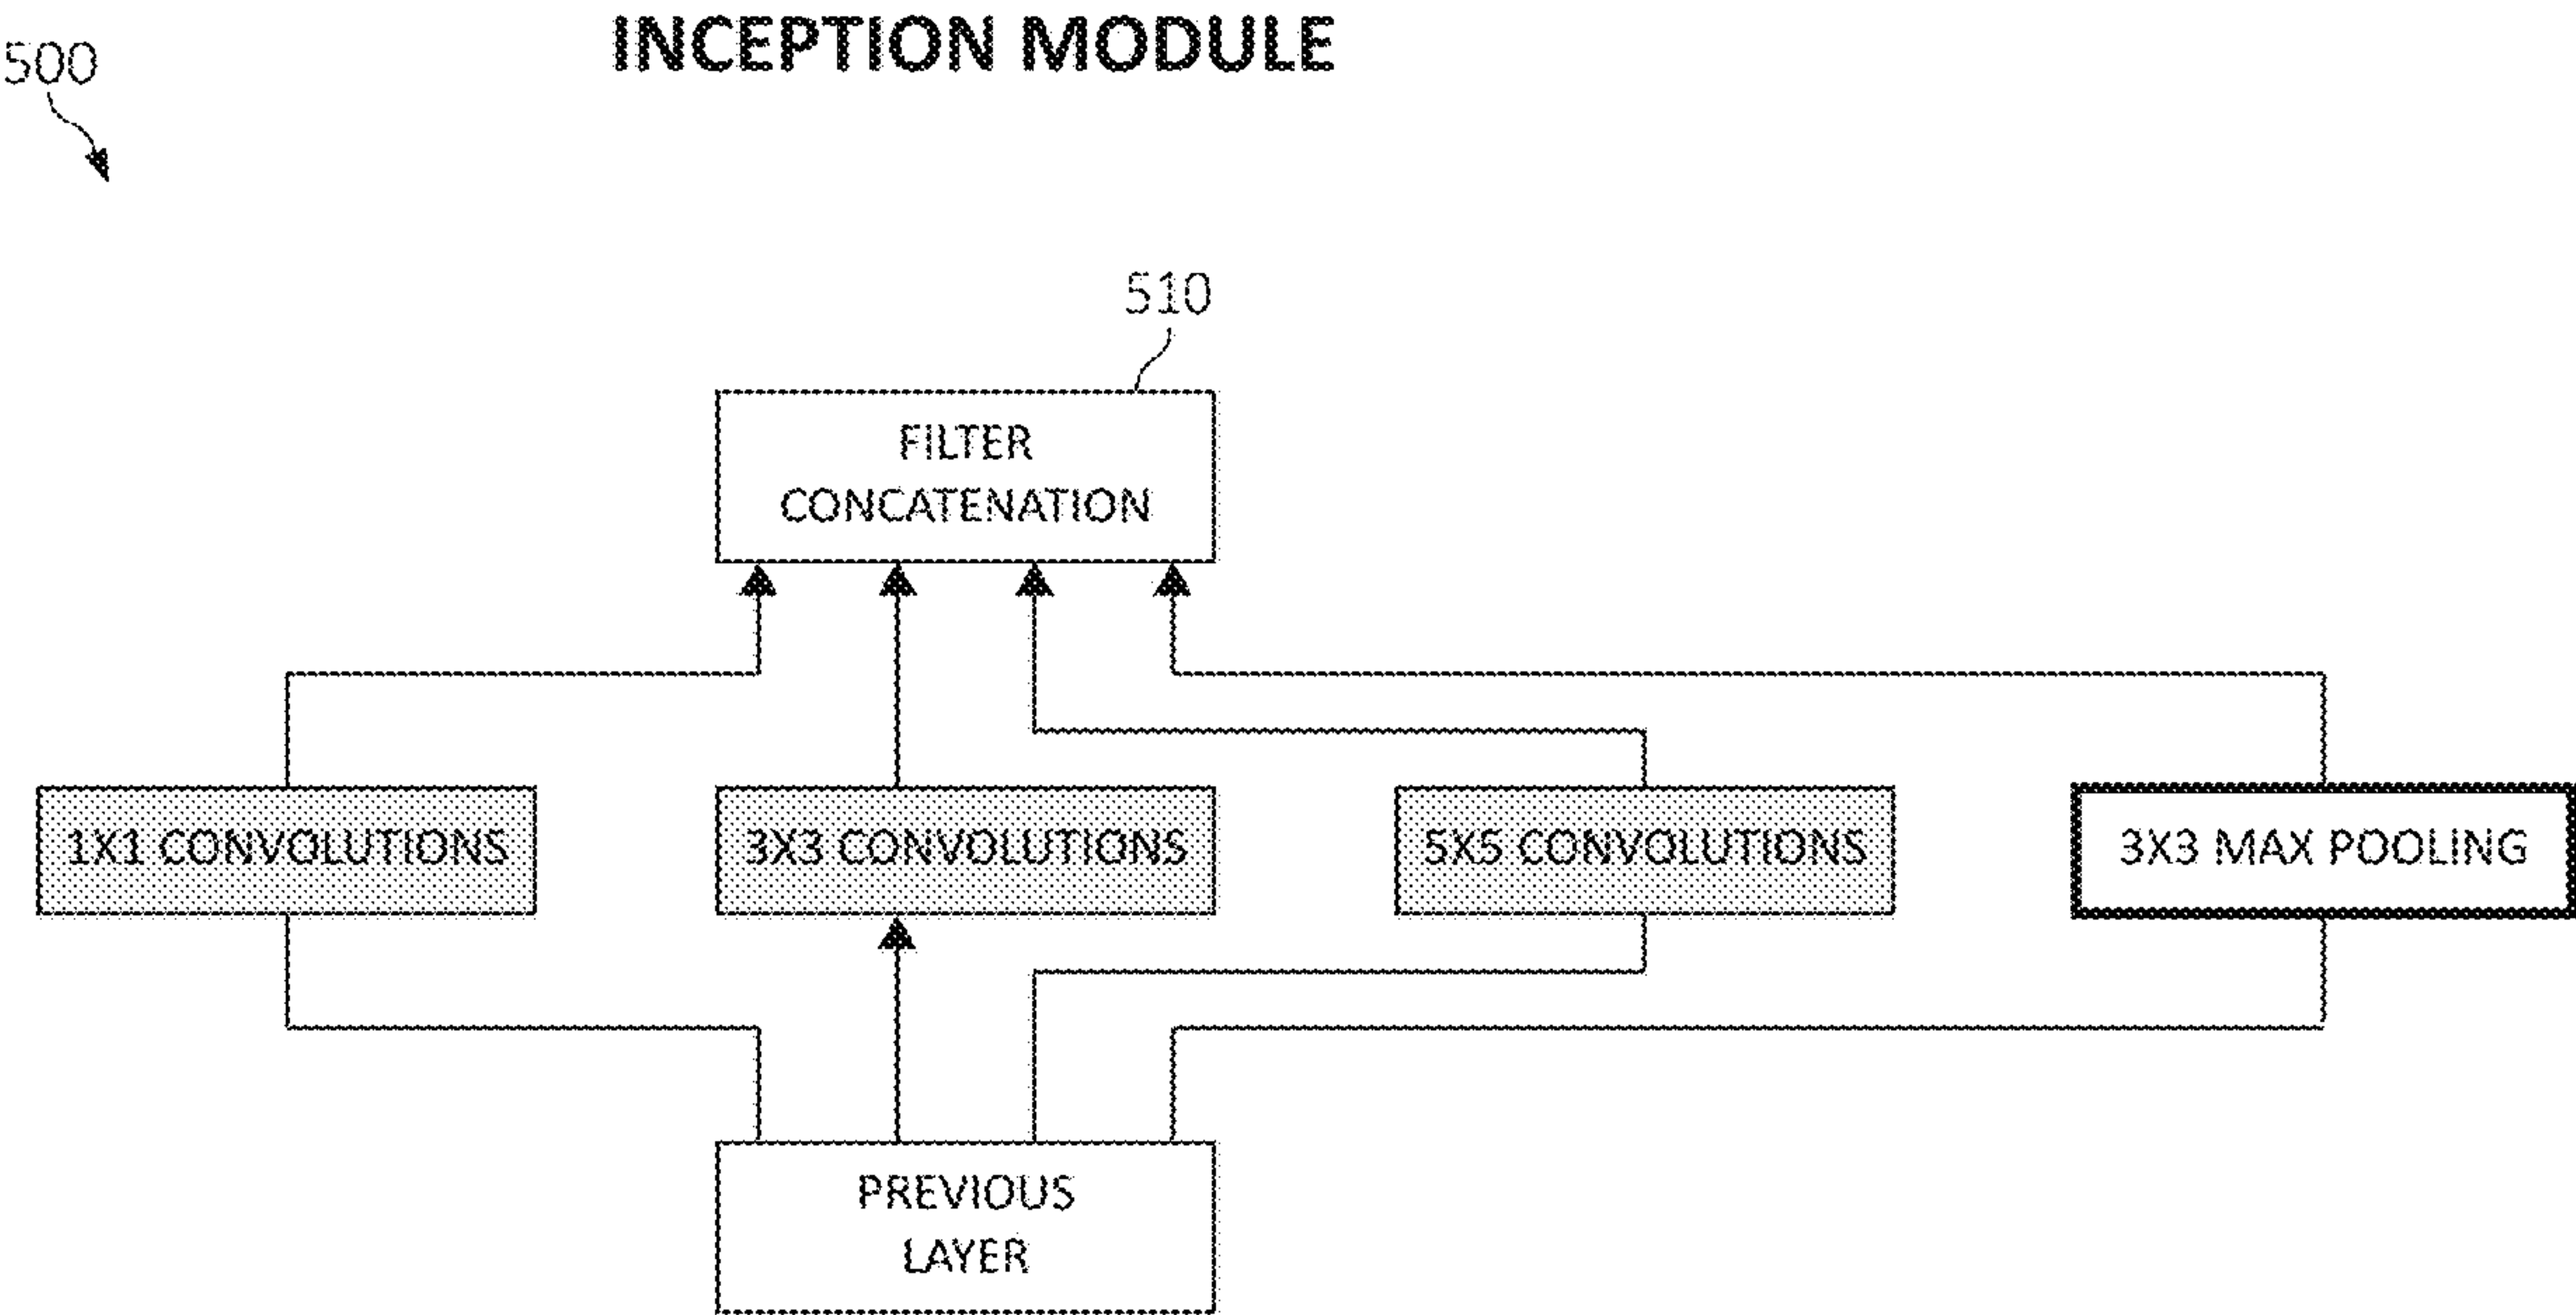 INCEPTION MODULE
500
510
FILTER
CONCATENATION
1X1 CONVOLUTIONS
3X3 CONVOLUTIONS
5X5 CONVOLUTIONS
3X3 MAX POOLING
PREVIOUS
LAYER